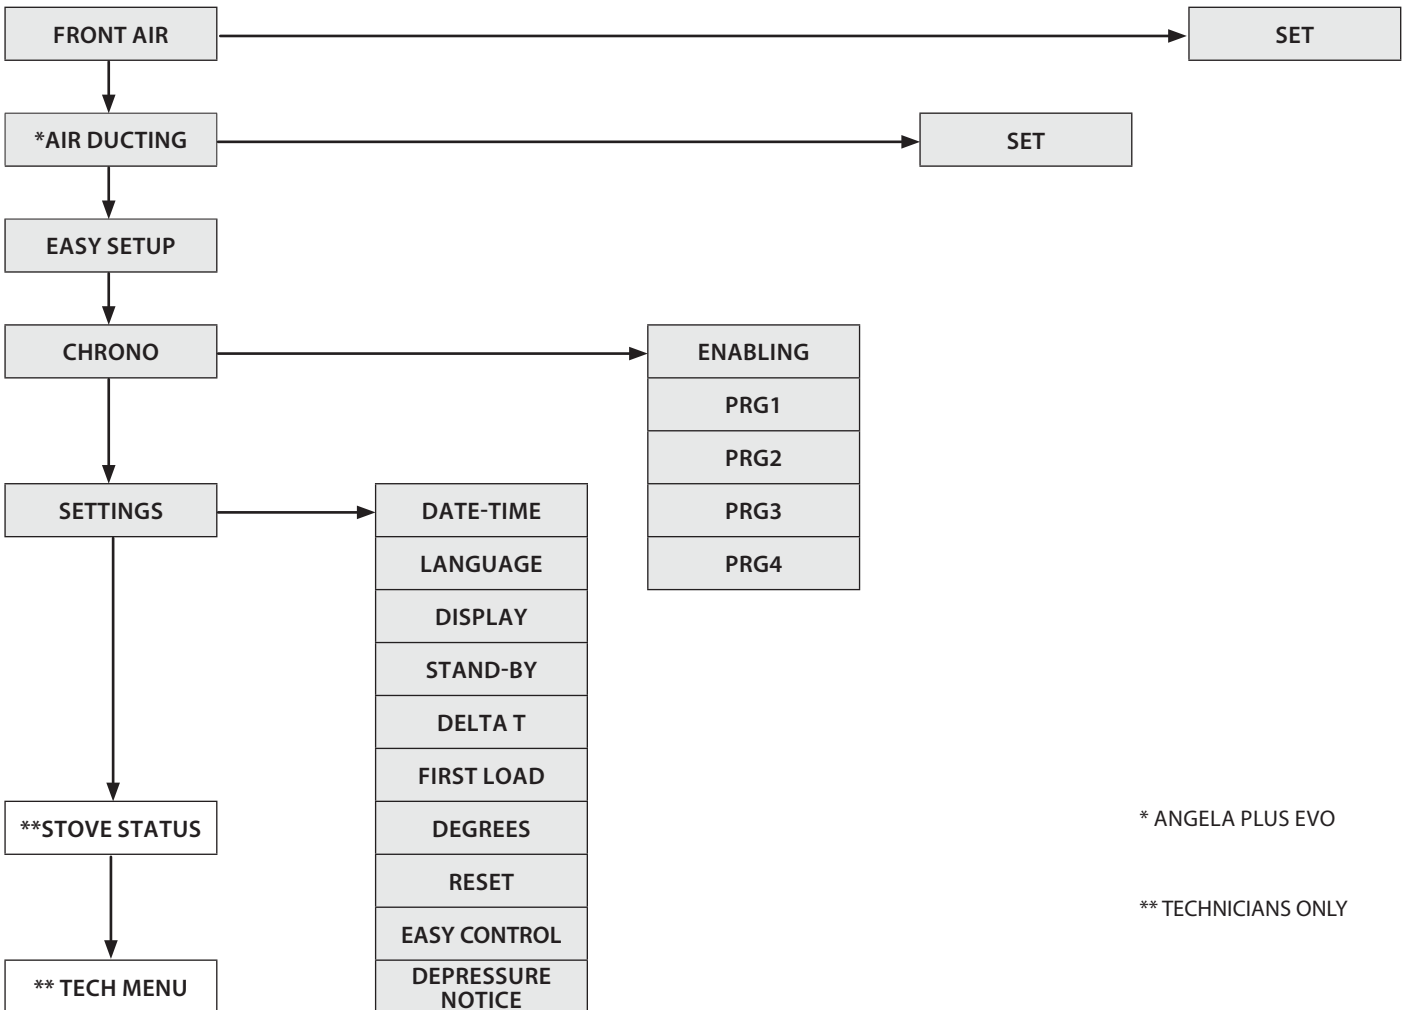 FRONT AIR
SET
*AIR DUCTING
SET
EASY SETUP
CHRONO
ENABLING
PRG1
PRG2
PRG3
PRG4
SETTINGS
DATE-TIME
LANGUAGE
DISPLAY
STAND-BY
DELTA T
FIRST LOAD
DEGREES
RESET
EASY CONTROL
DEPRESSURE
NOTICE
**STOVE STATUS
** TECH MENU
* ANGELA PLUS EVO
** TECHNICIANS ONLY